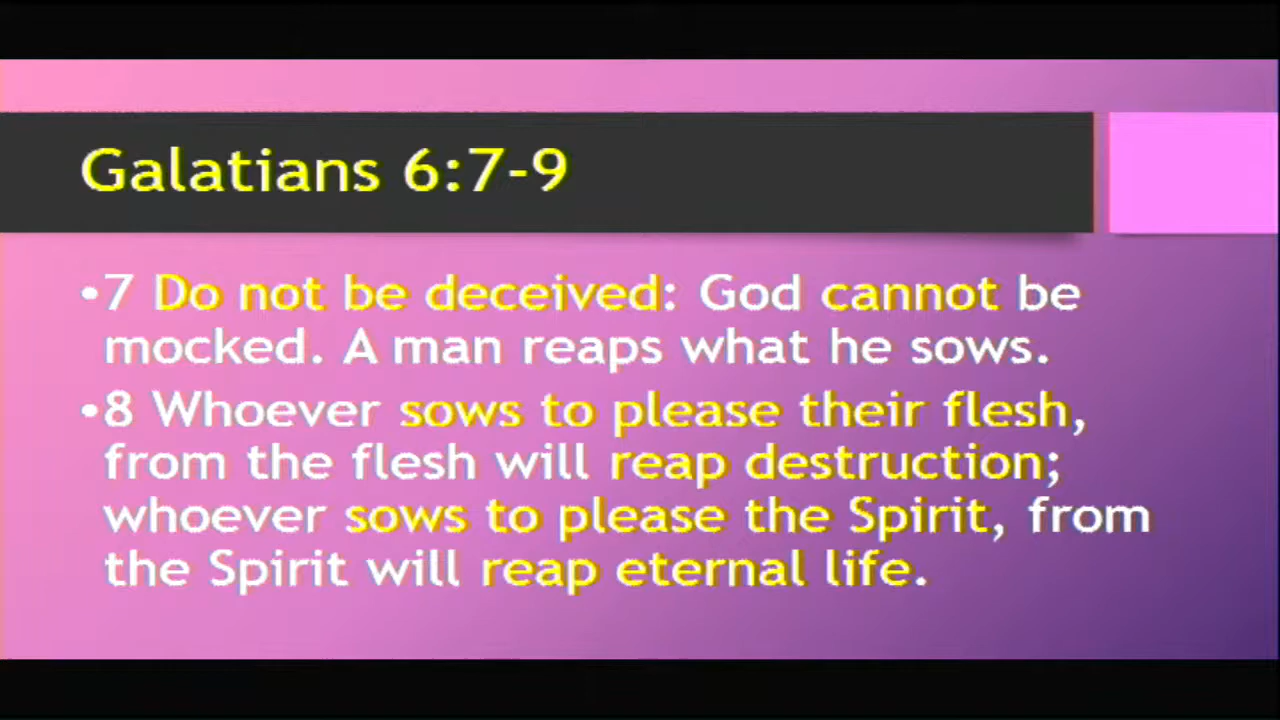 Galatians 6:7-9
•7 Do not be deceived: God cannot be
mocked. A man reaps what he sows.
•8 Whoever sows to please their flesh,
from the flesh will reap destruction;
whoever sows to please the Spirit, from
the Spirit will reap eternal life.